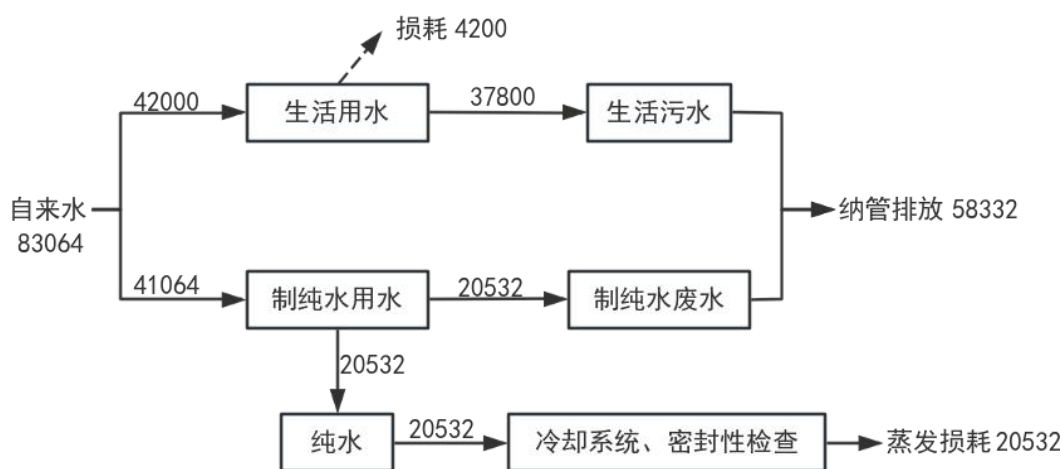 损耗 4200
42000
生活用水
37800
生活污水
自来水
83064
纳管排放 58332
41064
制纯水用水
20532
制纯水废水
20532
纯水
20532
冷却系统、密封性检查
蒸发损耗 20532